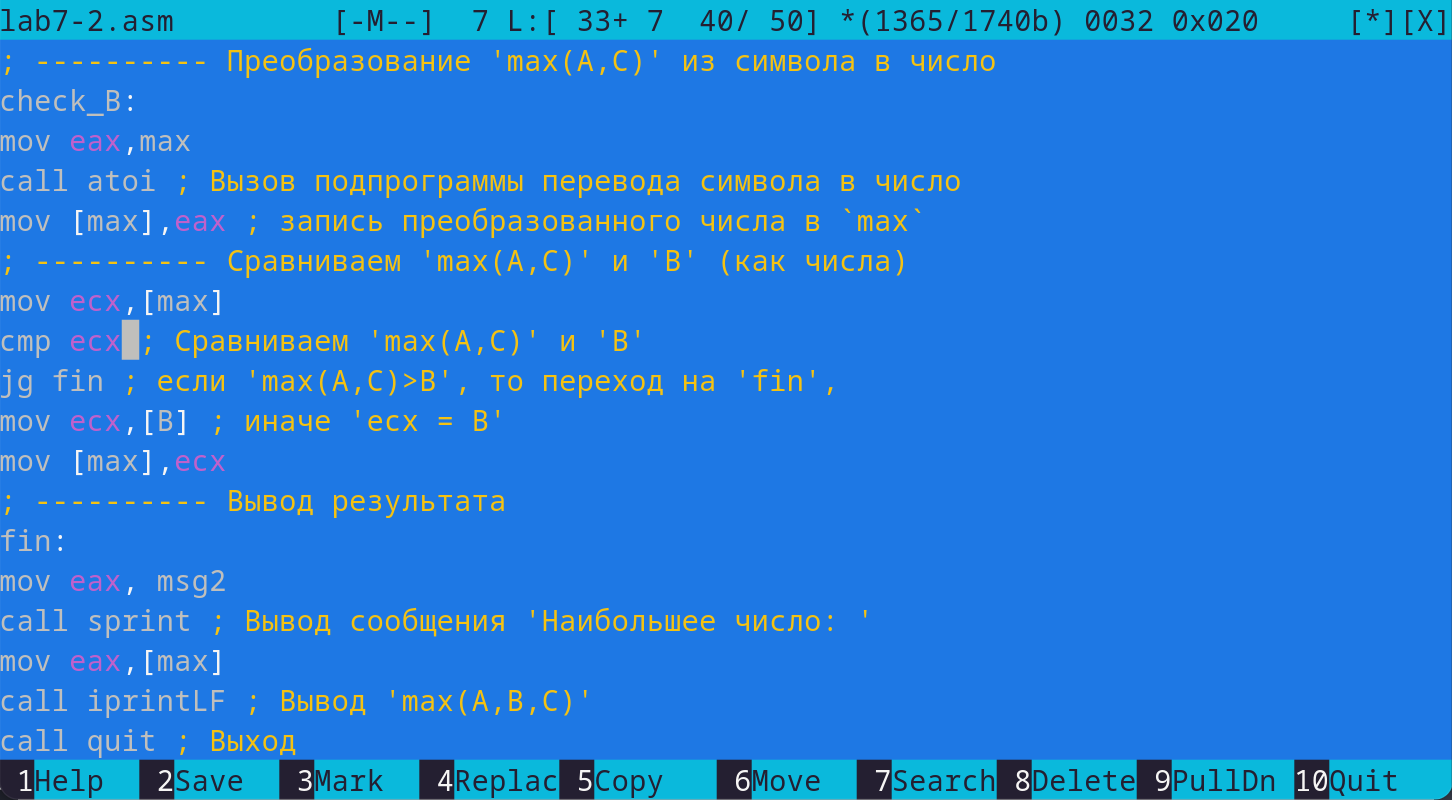 lab7-2.asm [-M--] 7 L:[ 33+ 7 40/ 50] *(1365/1740b) 0032 0x020 [*][X]
; ---------- Преобразование 'max(A,C)' из символа в число
check_B:
mov eax,max
call atoi ; Вызов подпрограммы перевода символа в число
mov [max],eax ; запись преобразованного числа в `max`
; ---------- Сравниваем 'max(A,C)' и 'B' (как числа)
mov ecx,[max]
cmp ecx ; Сравниваем 'max(A,C)' и 'B'
jg fin ; если 'max(A,C)>B', то переход на 'fin',
mov ecx,[B] ; иначе 'ecx = B'
mov [max],ecx
; ---------- Вывод результата
fin:
mov eax, msg2
call sprint ; Вывод сообщения 'Наибольшее число: '
mov eax,[max]
call iprintLF ; Вывод 'max(A,B,C)'
call quit ; Выход
1Help 2Save 3Mark 4Replac 5Copy 6Move 7Search 8Delete 9PullDn 10Quit